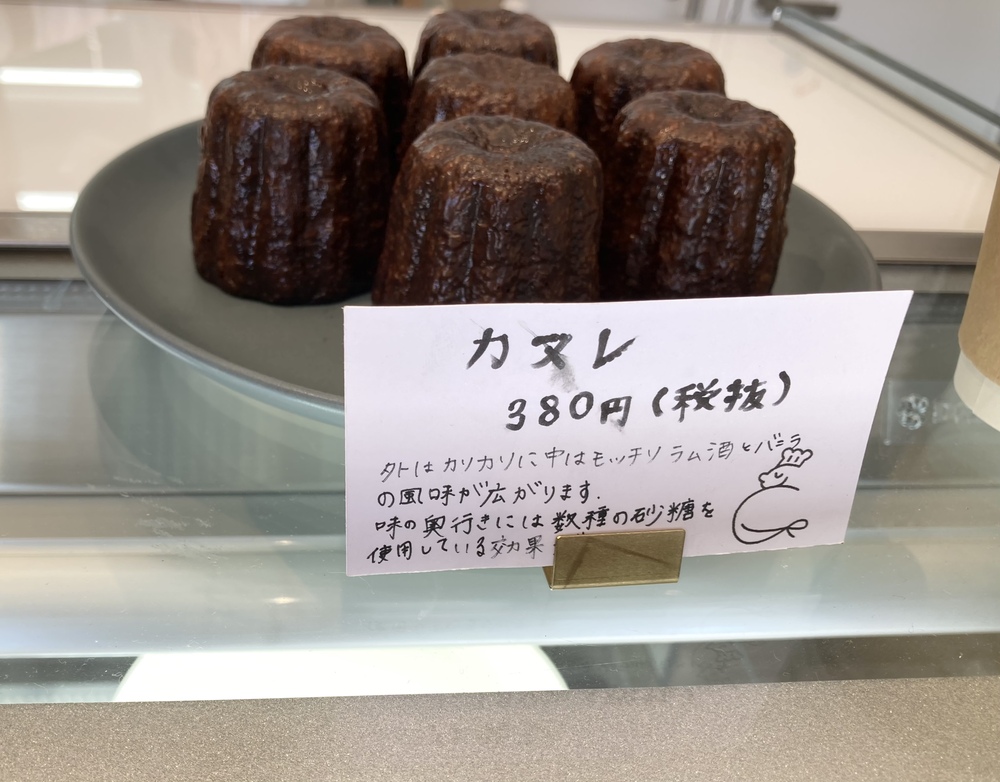 カヌレ
380円(税抜)
外はカリカリに中はモッチリ ラム酒とバニラ
の風味が広がります.
味の奥行きには数種の砂糖を
使用している効果